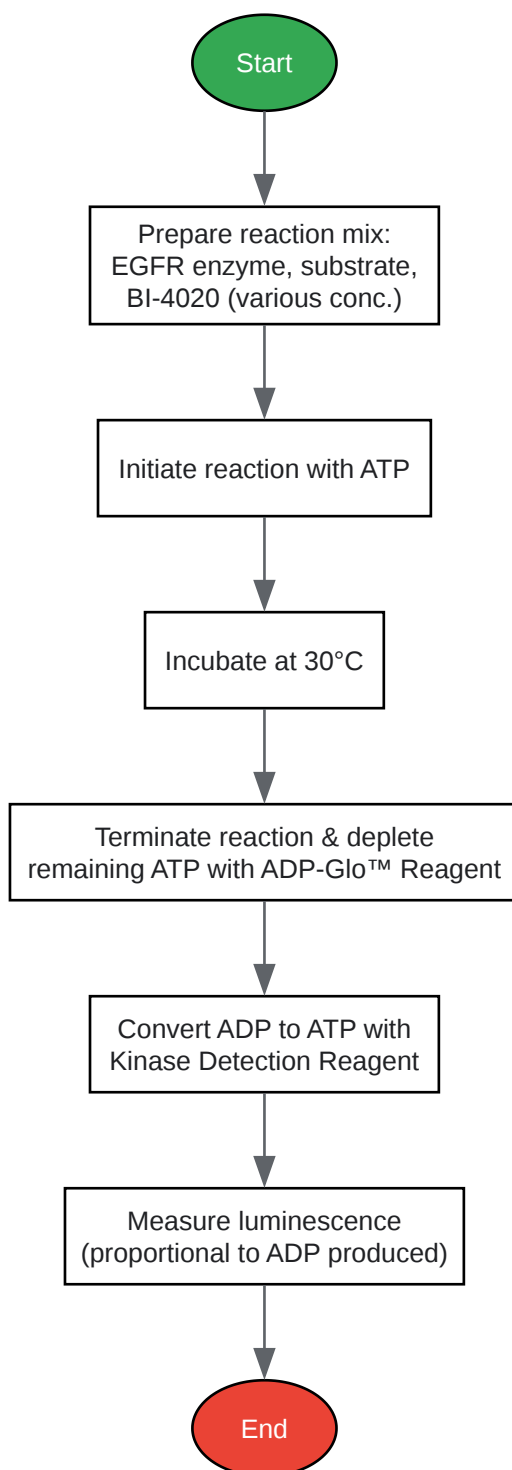 Start
Prepare reaction mix:
EGFR enzyme, substrate,
BI-4020 (various conc.)
Initiate reaction with ATP
Incubate at 30°C
Terminate reaction & deplete
remaining ATP with ADP-Glo™ Reagent
Convert ADP to ATP with
Kinase Detection Reagent
Measure luminescence
(proportional to ADP produced)
End